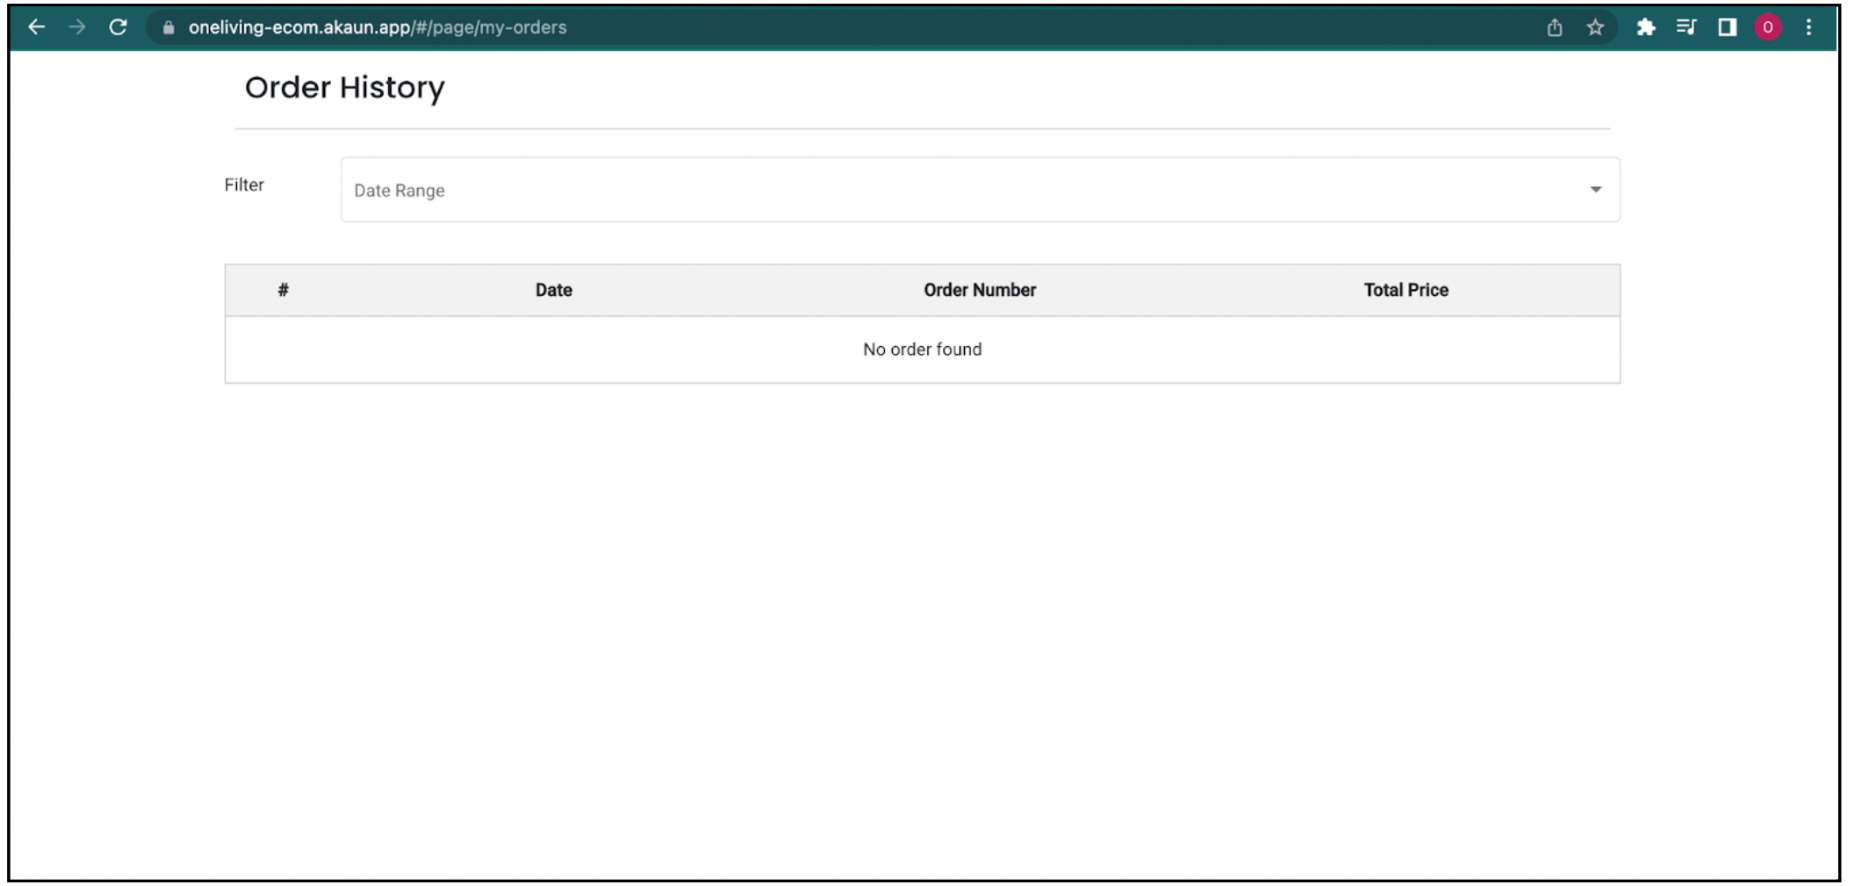 oneliving-ecom.akaun.app/#/page/my-orders
O
Order History
Filter
Date Range
# Date Order Number Total Price
No order found